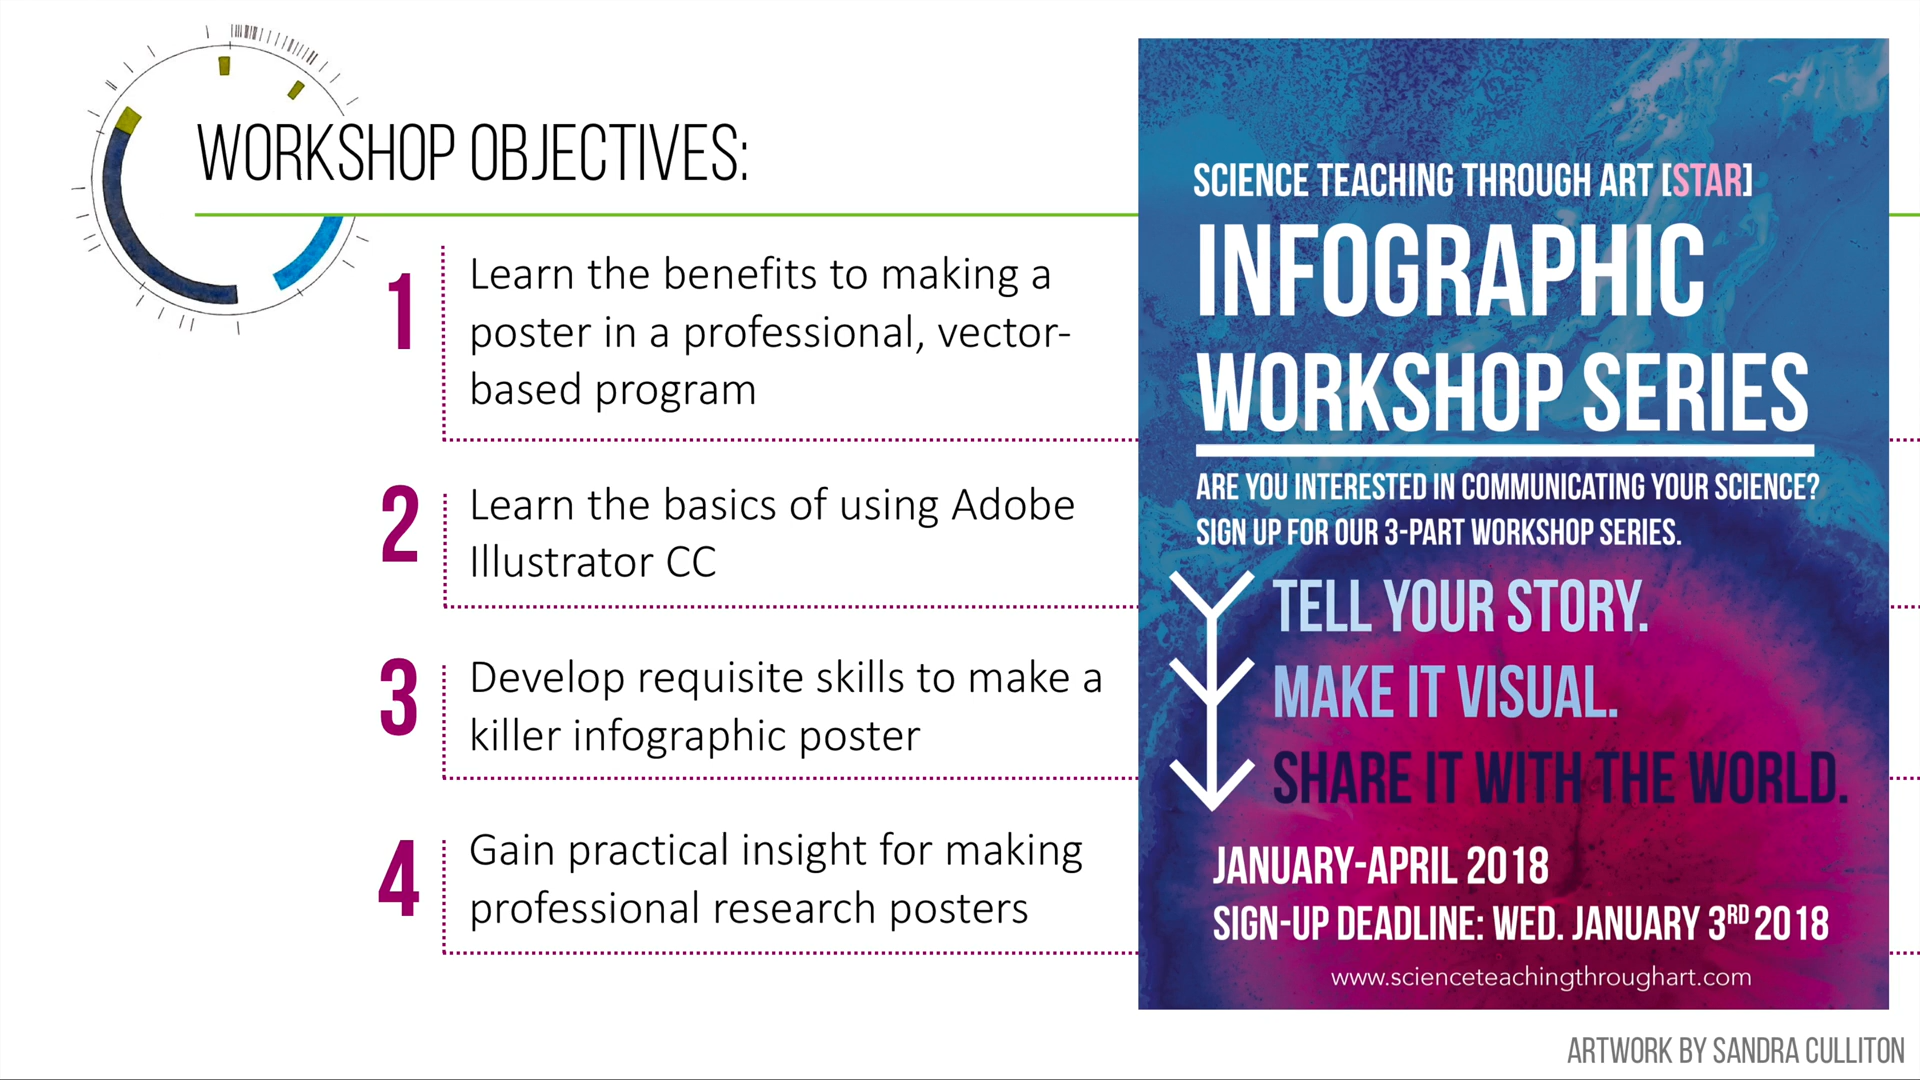 WORKSHOP OBJECTIVES:
1
Learn the benefits to making a
poster in a professional, vector-
based program
2
Learn the basics of using Adobe
Illustrator CC
3
Develop requisite skills to make a
killer infographic poster
4
Gain practical insight for making
professional research posters
SCIENCE TEACHING THROUGH ART [STAR]
INFOGRAPHIC
WORKSHOP SERIES
ARE YOU INTERESTED IN COMMUNICATING YOUR SCIENCE?
SIGN UP FOR OUR 3-PART WORKSHOP SERIES.
TELL YOUR STORY.
MAKE IT VISUAL.
SHARE IT WITH THE WORLD.
JANUARY-APRIL 2018
SIGN-UP DEADLINE: WED. JANUARY 3RD 2018
www.scienceteachingthroughart.com
ARTWORK BY SANDRA CULLITON